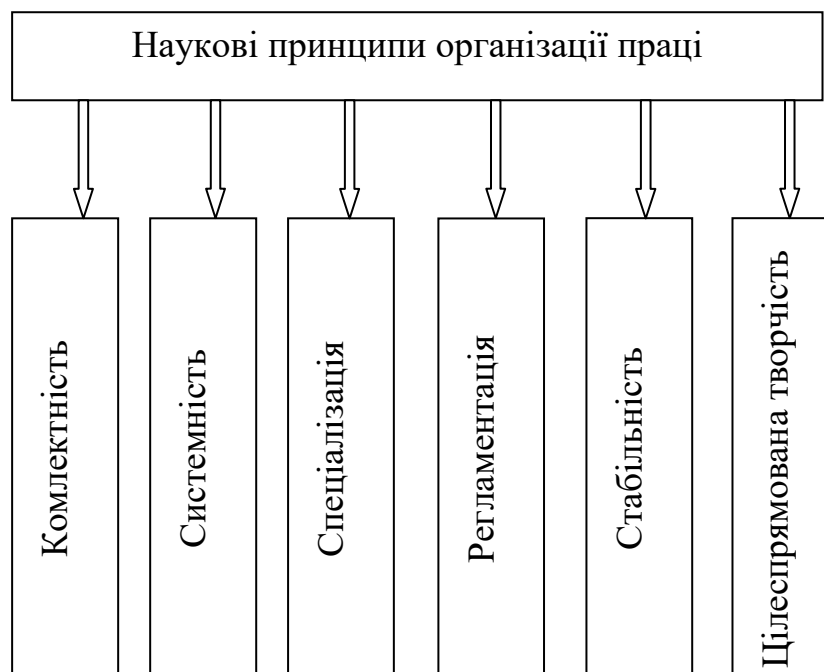 Наукові принципи організації праці
Комлектність
Системність
Спеціалізація
Регламентація
Стабільність
Цілеспрямована творчість